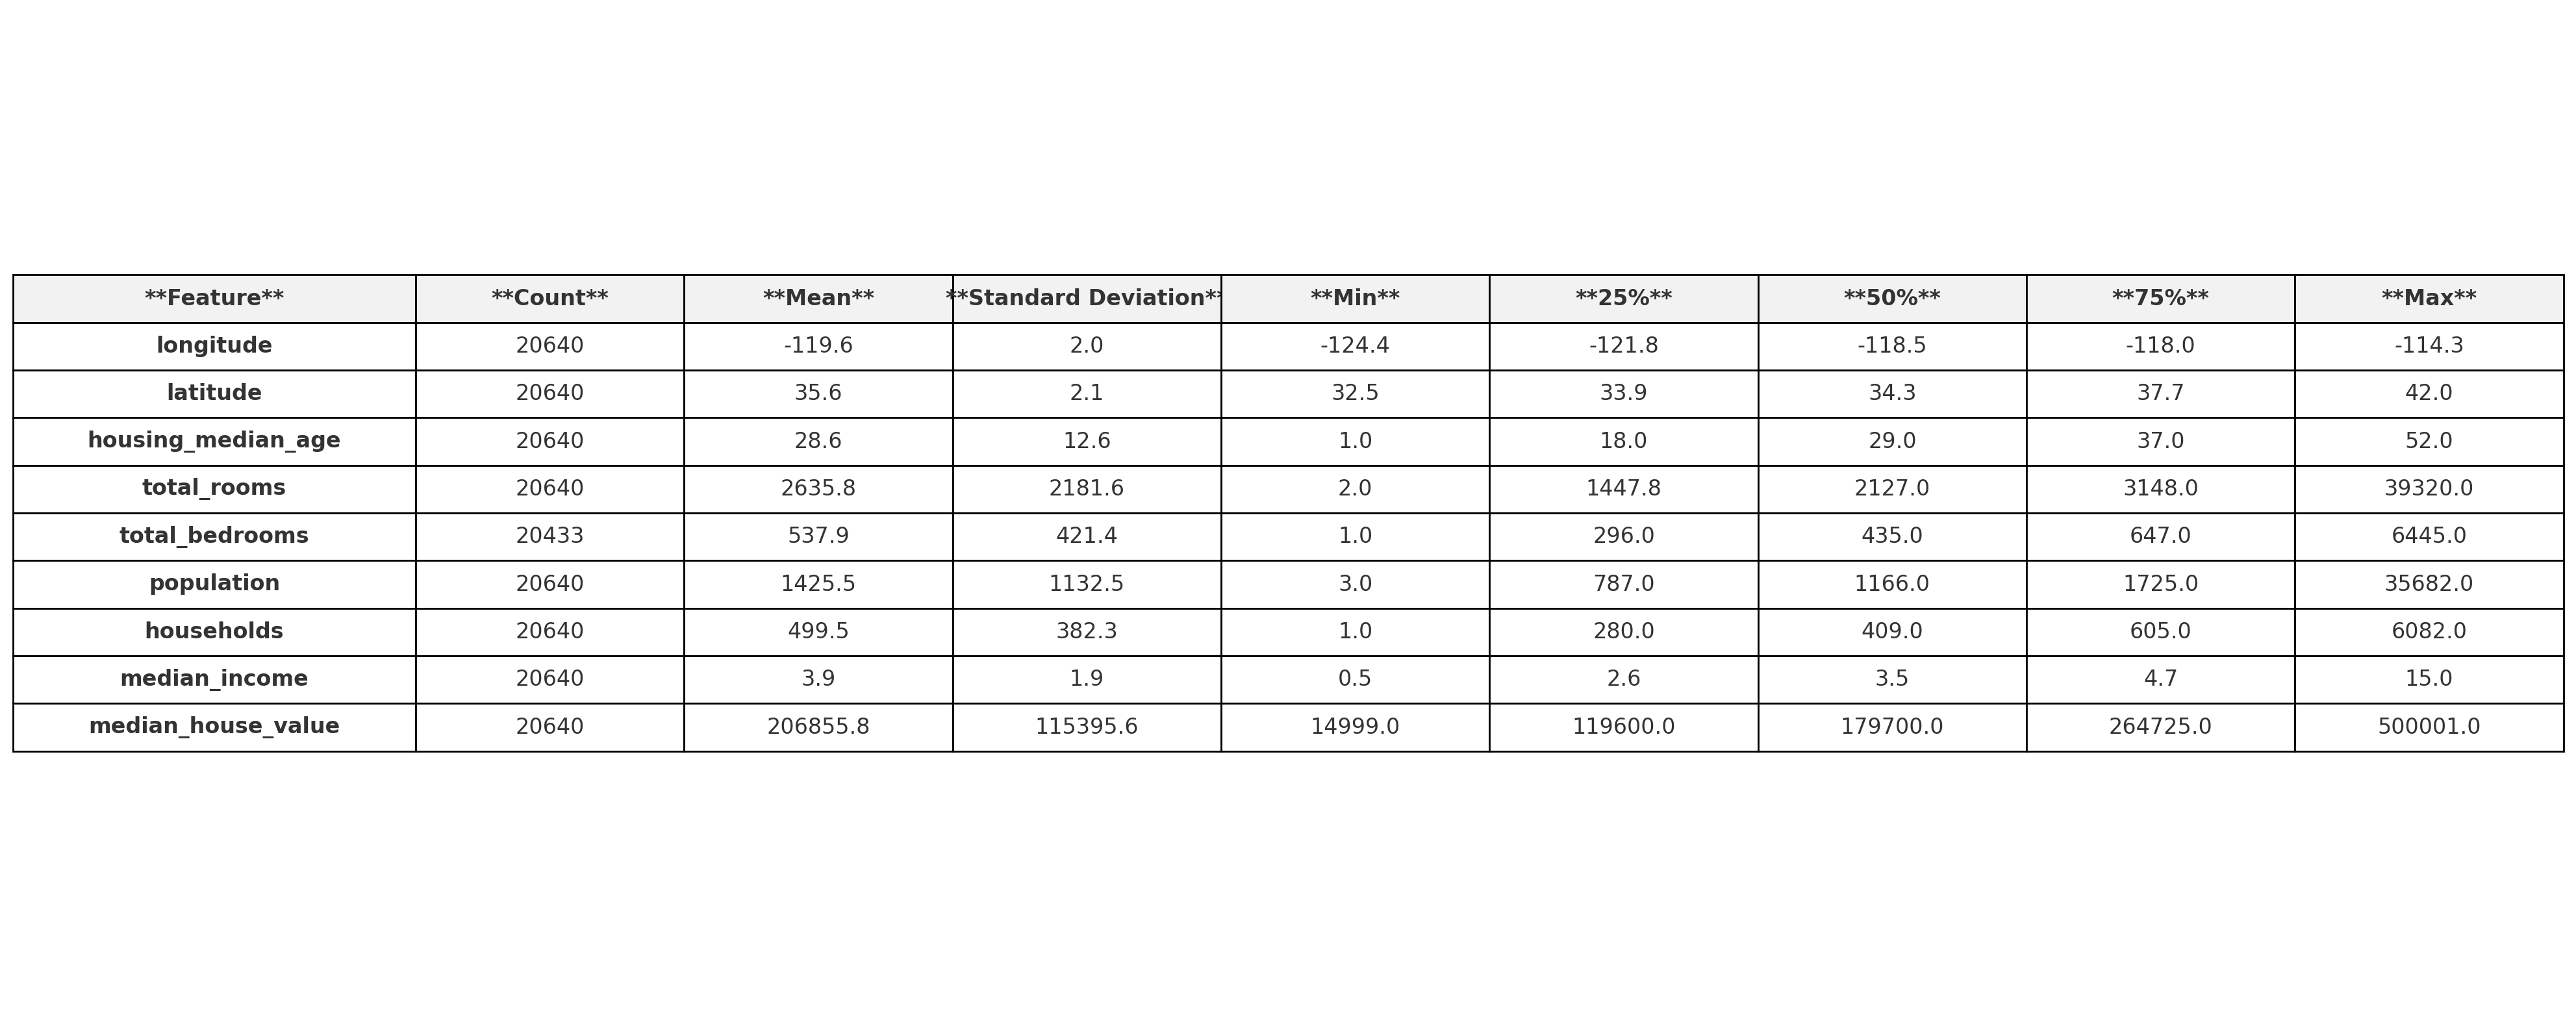 **Feature** **Count** **Mean** **Standard Deviation** **Min** **25%** **50%** **75%** **Max**
longitude 20640 -119.6 2.0 -124.4 -121.8 -118.5 -118.0 -114.3
latitude 20640 35.6 2.1 32.5 33.9 34.3 37.7 42.0
housing_median_age 20640 28.6 12.6 1.0 18.0 29.0 37.0 52.0
total_rooms 20640 2635.8 2181.6 2.0 1447.8 2127.0 3148.0 39320.0
total_bedrooms 20433 537.9 421.4 1.0 296.0 435.0 647.0 6445.0
population 20640 1425.5 1132.5 3.0 787.0 1166.0 1725.0 35682.0
households 20640 499.5 382.3 1.0 280.0 409.0 605.0 6082.0
median_income 20640 3.9 1.9 0.5 2.6 3.5 4.7 15.0
median_house_value 20640 206855.8 115395.6 14999.0 119600.0 179700.0 264725.0 500001.0